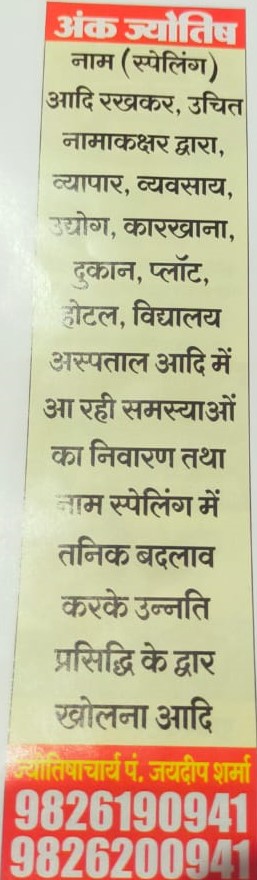 अंक ज्योतिष
नाम (स्पेलिंग)
आदि रखकर, उचित
नामाकक्षर द्वारा,
व्यापार, व्यवसाय,
उद्योग, कारखाना,
दुकान, प्लॉट,
होटल, विद्यालय
अस्पताल आदि में
आ रही समस्याओं
का निवारण तथा
नाम स्पेलिंग में
तनिक बदलाव
करके उन्नति
प्रसिद्धि के द्वार
खोलना आदि
ज्योतिषाचार्य पं. जयदीप शर्मा
9826190941
9826200941